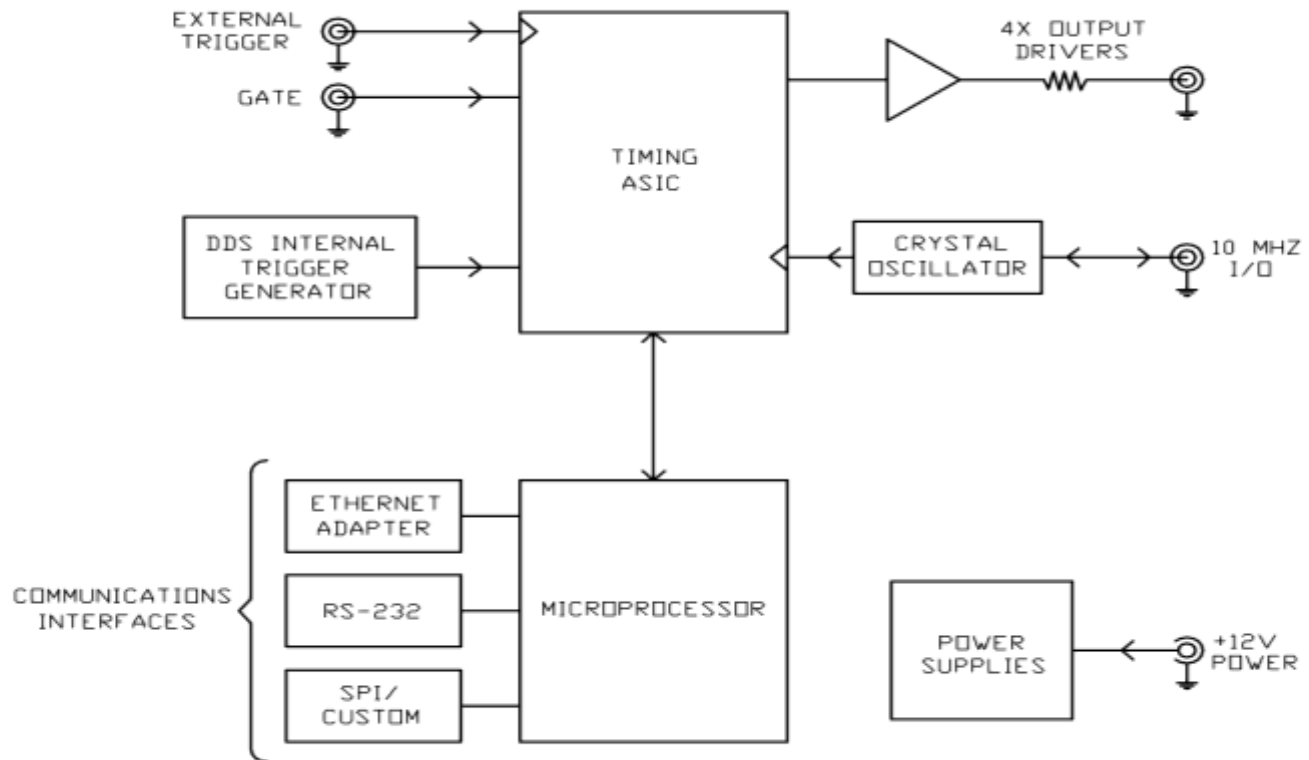 EXTERNAL
TRIGGER
GATE
DDS INTERNAL
TRIGGER
GENERATOR
TIMING
ASIC
4X OUTPUT
DRIVERS
CRYSTAL
OSCILLATOR
10 MHZ
I/O
COMMUNICATIONS
INTERFACES
ETHERNET
ADAPTER
RS-232
SPI/
CUSTOM
MICROPROCESSOR
POWER
SUPPLIES
+12V
POWER